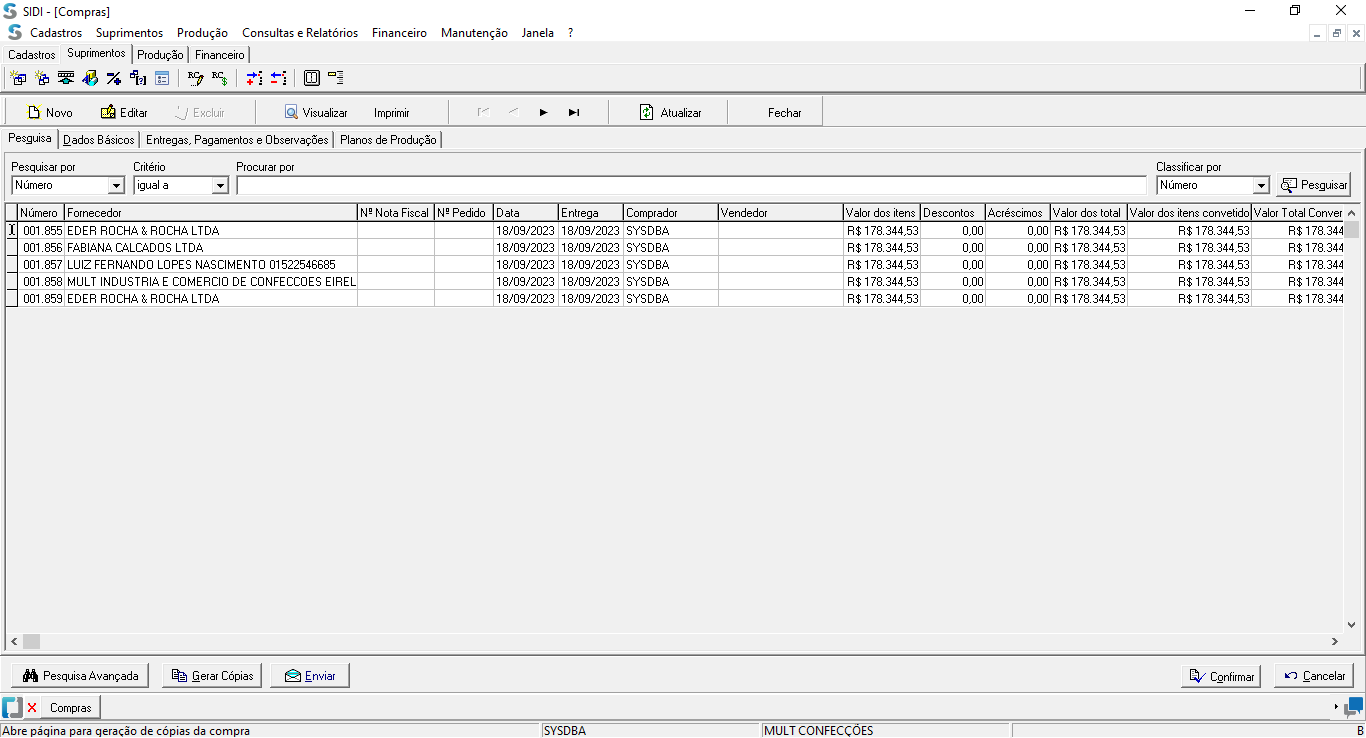 SIDI - [Compras]
Cadastros Suprimentos Produção Consultas e Relatórios Financeiro Manutenção Janela ?
Cadastros Suprimentos Produção Financeiro
Novo Editar Excluir Visualizar Imprimir Atualizar Fechar
Pesquisa Dados Básicos Entregas, Pagamentos e Observações Planos de Produção
Pesquisar por Critério Procurar por Classificar por
Número igual a Número Pesquisar
Número Fornecedor Nº Nota Fiscal Nº Pedido Data Entrega Comprador Vendedor Valor dos itens Descontos Acréscimos Valor dos total Valor dos itens convetido Valor Total Conver
001.855 EDER ROCHA & ROCHA LTDA 18/09/2023 18/09/2023 SYSDBA R$ 178.344,53 0,00 0,00 R$ 178.344,53 R$ 178.344,53 R$ 178.344
001.856 FABIANA CALCADOS LTDA 18/09/2023 18/09/2023 SYSDBA R$ 178.344,53 0,00 0,00 R$ 178.344,53 R$ 178.344,53 R$ 178.344
001.857 LUIZ FERNANDO LOPES NASCIMENTO 01522546685 18/09/2023 18/09/2023 SYSDBA R$ 178.344,53 0,00 0,00 R$ 178.344,53 R$ 178.344,53 R$ 178.344
001.858 MULT INDUSTRIA E COMERCIO DE CONFECCOES EIREL 18/09/2023 18/09/2023 SYSDBA R$ 178.344,53 0,00 0,00 R$ 178.344,53 R$ 178.344,53 R$ 178.344
001.859 EDER ROCHA & ROCHA LTDA 18/09/2023 18/09/2023 SYSDBA R$ 178.344,53 0,00 0,00 R$ 178.344,53 R$ 178.344,53 R$ 178.344
Pesquisa Avançada Gerar Cópias Enviar Confirmar Cancelar
Compras
Abre página para geração de cópias da compra SYSDBA MULT CONFECÇÕES B